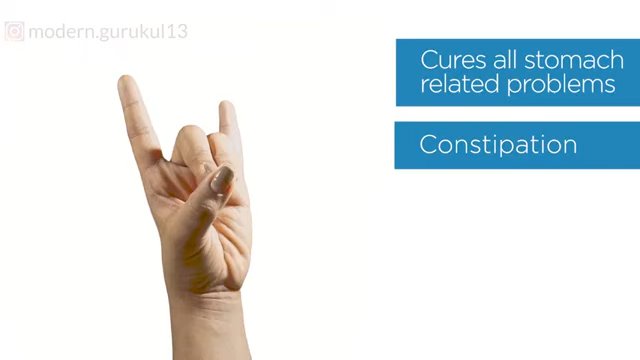 modern.gurukul13
Cures all stomach
related problems
Constipation